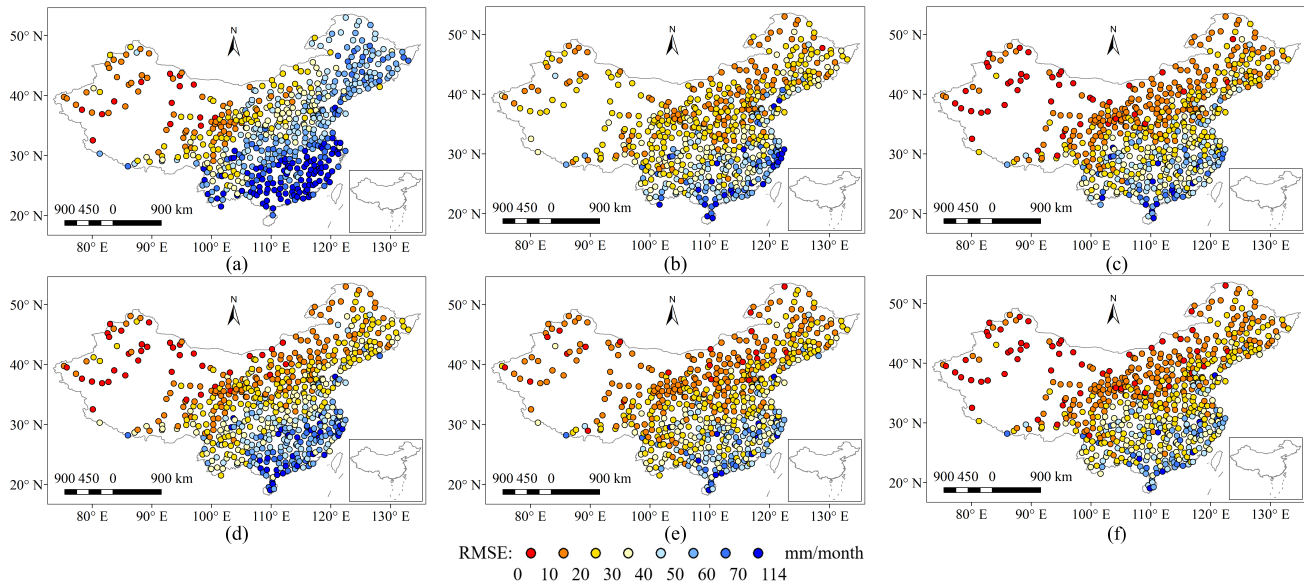 N N N
50° N 50° N 50° N
40° N 40° N 40° N
30° N 30° N 30° N
20° N 20° N 20° N
900 450 0 900 km 900 450 0 900 km 900 450 0 900 km
80° E 90° E 100° E 110° E 120° E 130° E 80° E 90° E 100° E 110° E 120° E 130° E 80° E 90° E 100° E 110° E 120° E 130° E
(a) (b) (c)
N N N
50° N 50° N 50° N
40° N 40° N 40° N
30° N 30° N 30° N
900 450 0 900 km 900 450 0 900 km 900 450 0 900 km
20° N 20° N 20° N
80° E 90° E 100° E 110° E 120° E 130° E 80° E 90° E 100° E 110° E 120° E 130° E 80° E 90° E 100° E 110° E 120° E 130° E
(d) (e) (f)
RMSE: mm/month
0 10 20 30 40 50 60 70 114